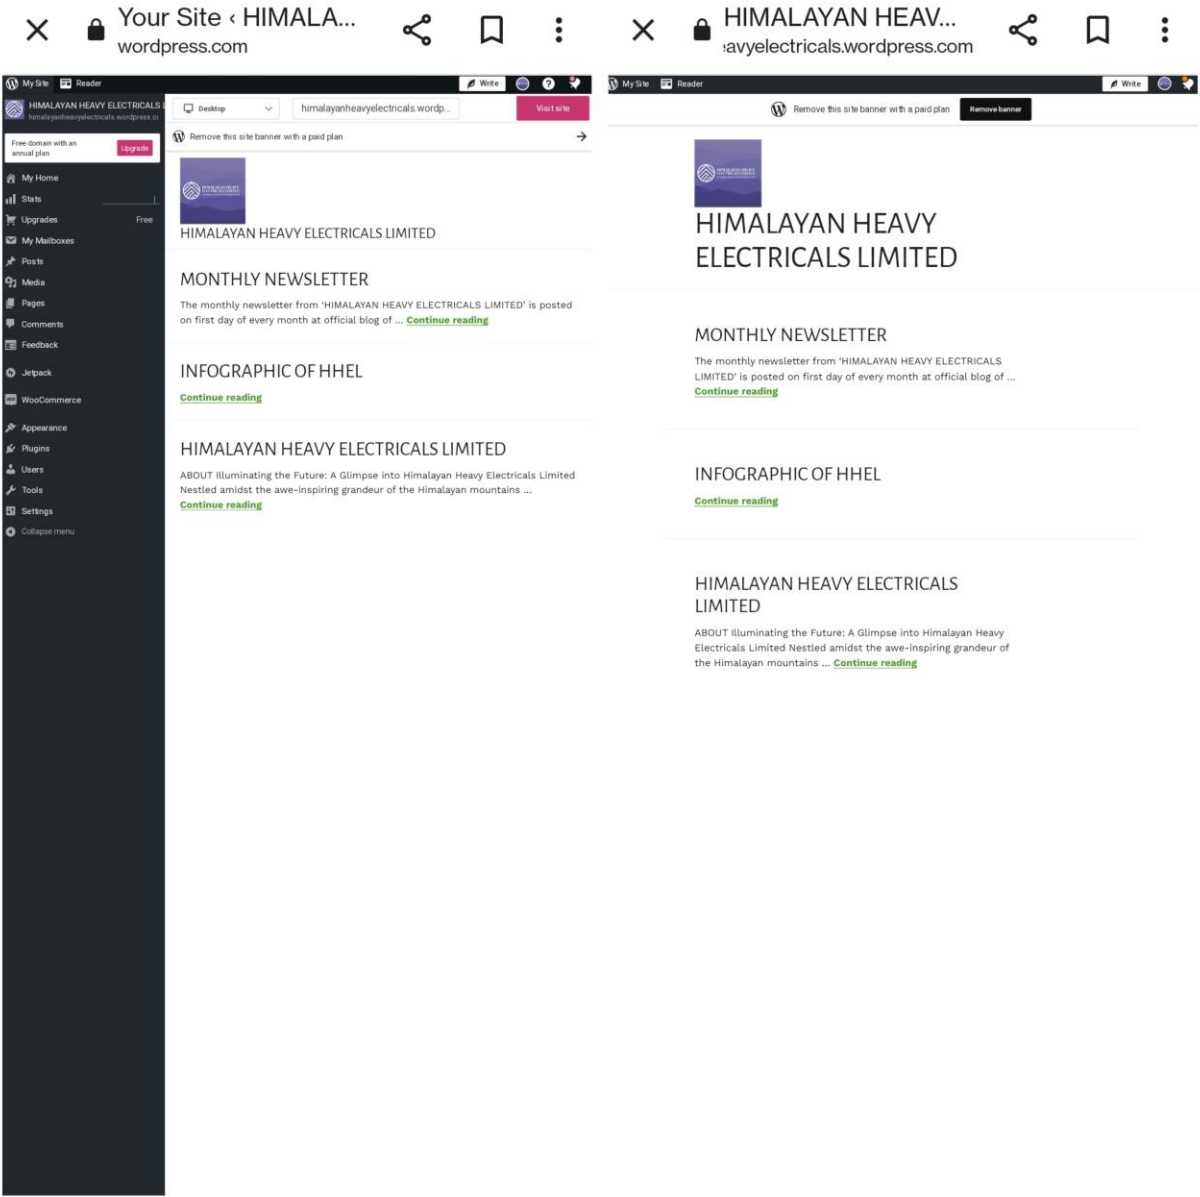 Your Site ‹ HIMALA...
wordpress.com
My Site
Reader
Write
HIMALAYAN HEAVY ELECTRICALS
himalayanheavyelectricals.wordpress.co
Free domain with an
annual plan
Upgrade
My Home
Stats
Upgrades Free
My Mailboxes
Posts
Media
Pages
Comments
Feedback
Jetpack
WooCommerce
Appearance
Plugins
Users
Tools
Settings
Collapse menu
Desktop
himalayanheavyelectricals.wordp...
Visit site
Remove this site banner with a paid plan
HIMALAYAN HEAVY ELECTRICALS LIMITED
MONTHLY NEWSLETTER
The monthly newsletter from ‘HIMALAYAN HEAVY ELECTRICALS LIMITED’ is posted
on first day of every month at official blog of ... Continue reading
INFOGRAPHIC OF HHEL
Continue reading
HIMALAYAN HEAVY ELECTRICALS LIMITED
ABOUT Illuminating the Future: A Glimpse into Himalayan Heavy Electricals Limited
Nestled amidst the awe-inspiring grandeur of the Himalayan mountains ...
Continue reading
HIMALAYAN HEAV...
eavyelectricals.wordpress.com
My Site
Reader
Write
Remove this site banner with a paid plan
Remove banner
HIMALAYAN HEAVY
ELECTRICALS LIMITED
MONTHLY NEWSLETTER
The monthly newsletter from ‘HIMALAYAN HEAVY ELECTRICALS
LIMITED’ is posted on first day of every month at official blog of ...
Continue reading
INFOGRAPHIC OF HHEL
Continue reading
HIMALAYAN HEAVY ELECTRICALS
LIMITED
ABOUT Illuminating the Future: A Glimpse into Himalayan Heavy
Electricals Limited Nestled amidst the awe-inspiring grandeur of
the Himalayan mountains ... Continue reading